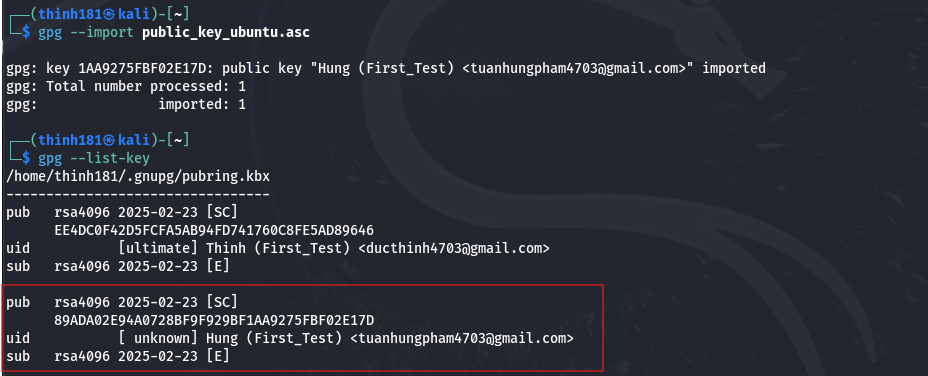 ┌──(thinh181㉿kali)-[~]
└─$ gpg --import public_key_ubuntu.asc
gpg: key 1AA9275FBF02E17D: public key "Hung (First_Test) <tuanhungpham4703@gmail.com>" imported
gpg: Total number processed: 1
gpg:               imported: 1
┌──(thinh181㉿kali)-[~]
└─$ gpg --list-key
/home/thinh181/.gnupg/pubring.kbx
---------------------------------
pub   rsa4096 2025-02-23 [SC]
      EE4DC0F42D5FCFA5AB94FD741760C8FE5AD89646
uid           [ultimate] Thinh (First_Test) <ducthinh4703@gmail.com>
sub   rsa4096 2025-02-23 [E]
pub   rsa4096 2025-02-23 [SC]
      89ADA02E94A0728BF9F929BF1AA9275FBF02E17D
uid           [ unknown] Hung (First_Test) <tuanhungpham4703@gmail.com>
sub   rsa4096 2025-02-23 [E]